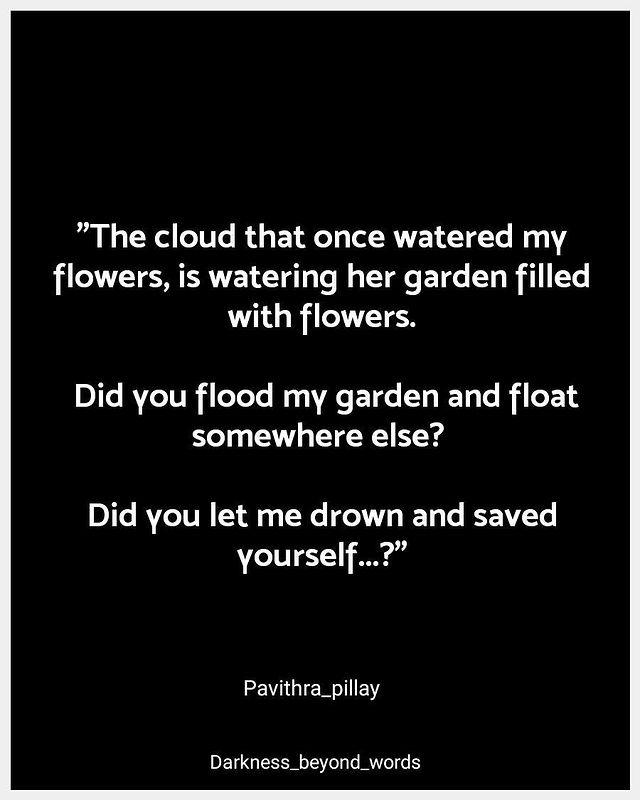 ”The cloud that once watered my
flowers, is watering her garden filled
with flowers.
Did you flood my garden and float
somewhere else?
Did you let me drown and saved
yourself...?”
Pavithra_pillay
Darkness_beyond_words